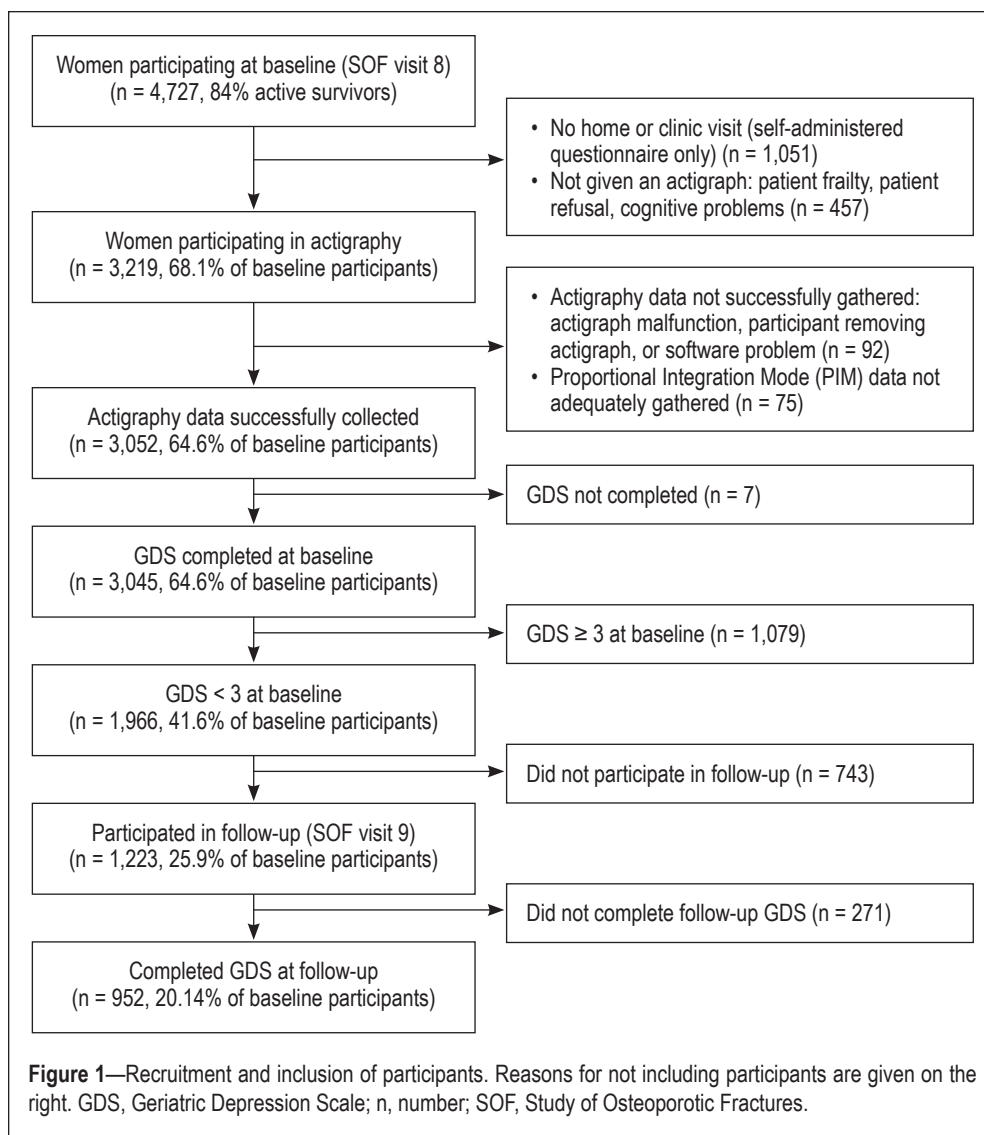 Women participating at baseline (SOF visit 8)
(n = 4,727, 84% active survivors)
• No home or clinic visit (self-administered
questionnaire only) (n = 1,051)
• Not given an actigraph: patient frailty, patient
refusal, cognitive problems (n = 457)
Women participating in actigraphy
(n = 3,219, 68.1% of baseline participants)
• Actigraphy data not successfully gathered:
actigraph malfunction, participant removing
actigraph, or software problem (n = 92)
• Proportional Integration Mode (PIM) data not
adequately gathered (n = 75)
Actigraphy data successfully collected
(n = 3,052, 64.6% of baseline participants)
GDS not completed (n = 7)
GDS completed at baseline
(n = 3,045, 64.6% of baseline participants)
GDS ≥ 3 at baseline (n = 1,079)
GDS < 3 at baseline
(n = 1,966, 41.6% of baseline participants)
Did not participate in follow-up (n = 743)
Participated in follow-up (SOF visit 9)
(n = 1,223, 25.9% of baseline participants)
Did not complete follow-up GDS (n = 271)
Completed GDS at follow-up
(n = 952, 20.14% of baseline participants)
Figure 1—Recruitment and inclusion of participants. Reasons for not including participants are given on the
right. GDS, Geriatric Depression Scale; n, number; SOF, Study of Osteoporotic Fractures.